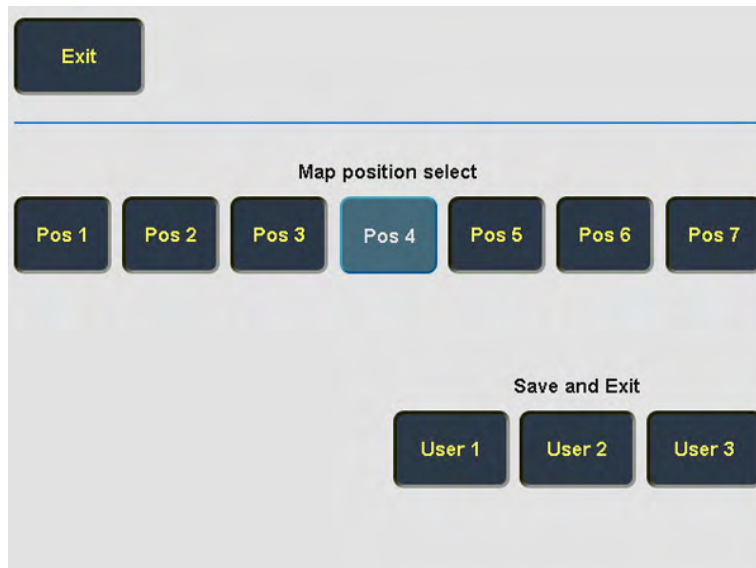 Exit
Map position select
Pos 1 Pos 2 Pos 3 Pos 4 Pos 5 Pos 6 Pos 7
Save and Exit
User 1 User 2 User 3